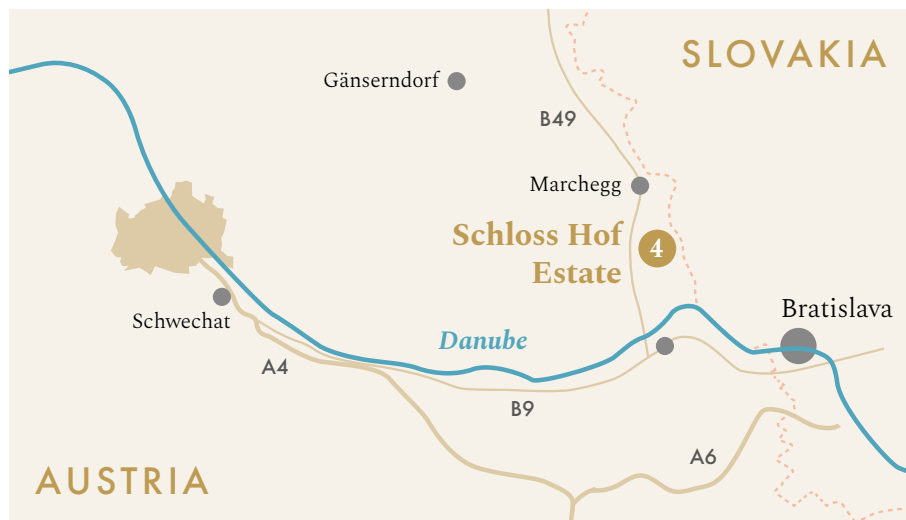 SLOVAKIA
Gänserndorf
B49
Marchegg
Schloss Hof
Estate
4
Bratislava
Schwechat
Danube
A4
B9
A6
AUSTRIA